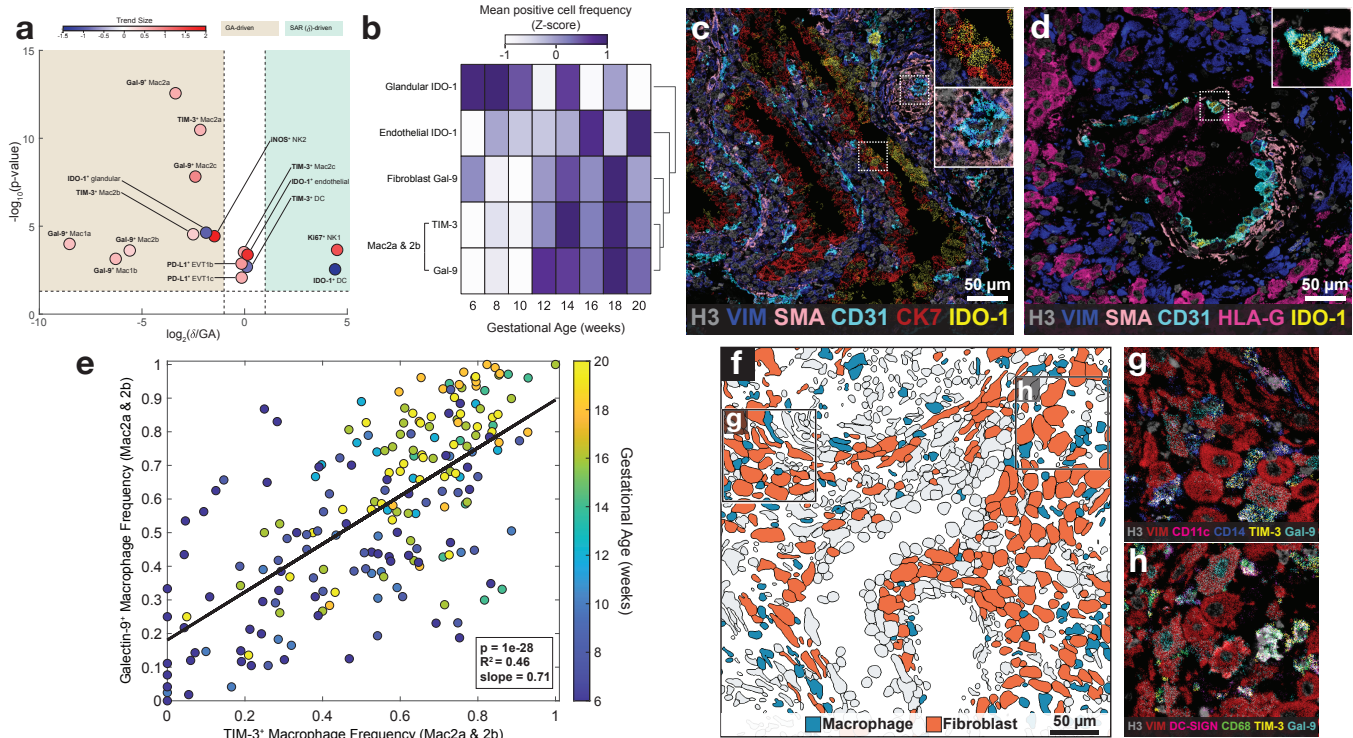 a
Trend Size
-1.5 -1 -0.5 0 0.5 1 1.5 2
GA-driven
SAR (δ)-driven
15
10
5
0
-log10(p-value)
Gal-9+ Mac2a
TIM-3+ Mac2a
iNOS+ NK2
Gal-9+ Mac2c
TIM-3+ Mac2c
IDO-1+ glandular
IDO-1+ endothelial
TIM-3+ Mac2b
TIM-3+ DC
Gal-9+ Mac1a
Gal-9+ Mac2b
Ki67+ NK1
Gal-9+ Mac1b
PD-L1+ EVT1b
PD-L1+ EVT1c
IDO-1+ DC
-10 -5 0 5
log2(δ/GA)
b
Mean positive cell frequency
(Z-score)
-1 1
Glandular IDO-1
Endothelial IDO-1
Fibroblast Gal-9
TIM-3
Mac2a & 2b
Gal-9
6 8 10 12 14 16 18 20
Gestational Age (weeks)
c
50 µm
H3 VIM SMA CD31 CK7 IDO-1
d
50 µm
H3 VIM SMA CD31 HLA-G IDO-1
e
Galectin-9+ Macrophage Frequency (Mac2a & 2b)
1
0.9
0.8
0.7
0.6
0.5
0.4
0.3
0.2
0.1
0
0 0.2 0.4 0.6 0.8 1
TIM-3+ Macrophage Frequency (Mac2a & 2b)
p = 1e-28
R2 = 0.46
slope = 0.71
20
18
16
14
12
10
8
6
Gestational Age (weeks)
f
g
h
Macrophage Fibroblast 50 µm
g
H3 VIM CD11c CD14 TIM-3 Gal-9
h
H3 VIM DC-SIGN CD68 TIM-3 Gal-9